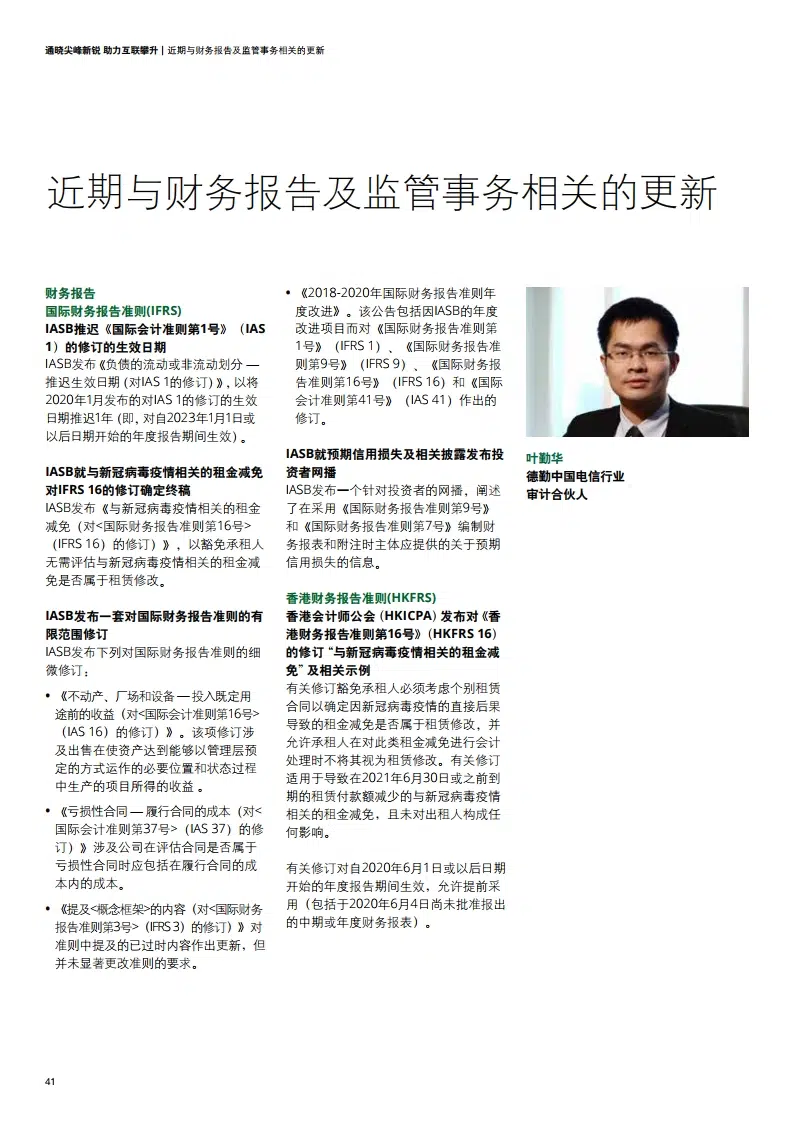 通晓尖峰新锐 助力互联攀升 | 近期与财务报告及监管事务相关的更新
近期与财务报告及监管事务相关的更新
财务报告
国际财务报告准则(IFRS)
IASB推迟《国际会计准则第1号》（IAS
1）的修订的生效日期
IASB发布《负债的流动或非流动划分 —
推迟生效日期 (对IAS 1的修订) 》，以将
2020年1月发布的对IAS 1的修订的生效
日期推迟1年 (即，对自2023年1月1日或
以后日期开始的年度报告期间生效) 。
IASB就与新冠病毒疫情相关的租金减免
对IFRS 16的修订确定终稿
IASB发布《与新冠病毒疫情相关的租金
减免（对<国际财务报告准则第16号>
（IFRS 16）的修订）》，以豁免承租人
无需评估与新冠病毒疫情相关的租金减
免是否属于租赁修改。
IASB发布一套对国际财务报告准则的有
限范围修订
IASB发布下列对国际财务报告准则的细
微修订：
• 《不动产、厂场和设备 — 投入既定用
途前的收益（对<国际会计准则第16号>
（IAS 16）的修订）》。该项修订涉
及出售在使资产达到能够以管理层预
定的方式运作的必要位置和状态过程
中生产的项目所得的收益 。
• 《亏损性合同 — 履行合同的成本（对<
国际会计准则第37号>（IAS 37）的修
订）》涉及公司在评估合同是否属于
亏损性合同时应包括在履行合同的成
本内的成本。
• 《提及<概念框架>的内容（对<国际财务
报告准则第3号>（IFRS 3）的修订）》对
准则中提及的已过时内容作出更新，但
并未显著更改准则的要求。
• 《2018-2020年国际财务报告准则年
度改进》。该公告包括因IASB的年度
改进项目而对《国际财务报告准则第
1号》（IFRS 1）、《国际财务报告准
则第9号》（IFRS 9）、《国际财务报
告准则第16号》（IFRS 16）和《国际
会计准则第41号》（IAS 41）作出的
修订。
IASB就预期信用损失及相关披露发布投
资者网播
IASB发布一个针对投资者的网播，阐述
了在采用《国际财务报告准则第9号》
和《国际财务报告准则第7号》编制财
务报表和附注时主体应提供的关于预期
信用损失的信息。
香港财务报告准则(HKFRS)
香港会计师公会 (HKICPA) 发布对《香
港财务报告准则第16号》（HKFRS 16)
的修订 “与新冠病毒疫情相关的租金减
免” 及相关示例
有关修订豁免承租人必须考虑个别租赁
合同以确定因新冠病毒疫情的直接后果
导致的租金减免是否属于租赁修改，并
允许承租人在对此类租金减免进行会计
处理时不将其视为租赁修改。有关修订
适用于导致在2021年6月30日或之前到
期的租赁付款额减少的与新冠病毒疫情
相关的租金减免，且未对出租人构成任
何影响。
有关修订对自2020年6月1日或以后日期
开始的年度报告期间生效，允许提前采
用（包括于2020年6月4日尚未批准报出
的中期或年度财务报表）。
叶勤华
德勤中国电信行业
审计合伙人
41